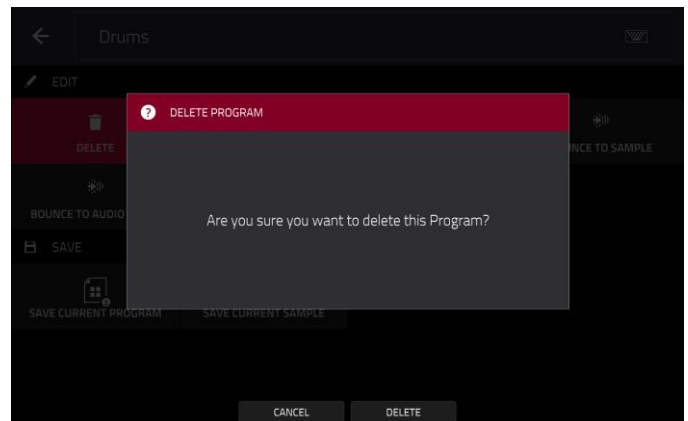 Drums
EDIT
DELETE PROGRAM
DELETE
NCE TO SAMPLE
BOUNCE TO AUDIO
Are you sure you want to delete this Program?
SAVE
SAVE CURRENT PROGRAM
SAVE CURRENT SAMPLE
CANCEL
DELETE